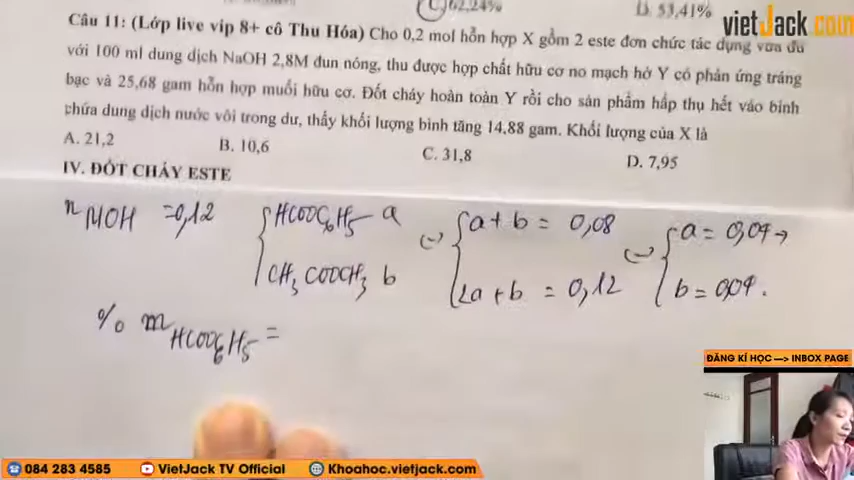 62,24%
D. 53,41%
vietJack.com
Câu 11: (Lớp live vip 8+ cô Thu Hóa) Cho 0,2 mol hỗn hợp X gồm 2 este đơn chức tác dụng vừa đủ
với 100 ml dung dịch NaOH 2,8M đun nóng, thu được hợp chất hữu cơ no mạch hở Y có phản ứng tráng
bạc và 25,68 gam hỗn hợp muối hữu cơ. Đốt cháy hoàn toàn Y rồi cho sản phẩm hấp thụ hết vào bình
chứa dung dịch nước vôi trong dư, thấy khối lượng bình tăng 14,88 gam. Khối lượng của X là
A. 21,2 B. 10,6 C. 31,8 D. 7,95
IV. ĐỐT CHÁY ESTE
n NaOH = 0,12 { HCOOC6H5 a (-) { a + b = 0,08 (-) { a = 0,04 →
CH3COOCH3 b 2a + b = 0,12 b = 0,04.
% m HCOOC6H5 =
ĐĂNG KÍ HỌC —> INBOX PAGE
084 283 4585 VietJack TV Official Khoahoc.vietjack.com